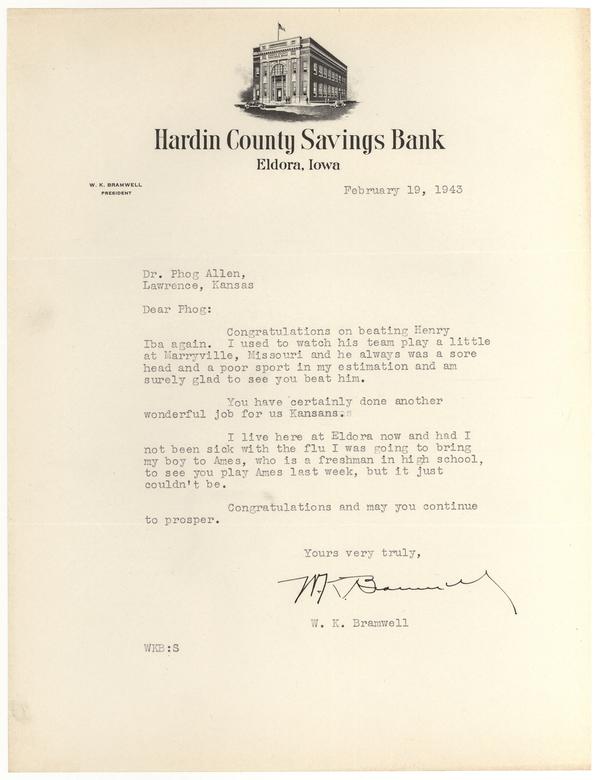 Hardin County Savings Bank
Eldora, Iowa
W. K. BRAMWELL
PRESIDENT
February 19, 1943
Dr. Phog Allen,
Lawrence, Kansas
Dear Phog:
Congratulations on beating Henry
Iba again. I used to watch his team play a little
at Marryville, Missouri and he always was a sore
head and a poor sport in my estimation and am
surely glad to see you beat him.
You have certainly done another
wonderful job for us Kansans.
I live here at Eldora now and had I
not been sick with the flu I was going to bring
my boy to Ames, who is a freshman in high school,
to see you play Ames last week, but it just
couldn't be.
Congratulations and may you continue
to prosper.
Yours very truly,
W. K. Bramwell
W. K. Bramwell
WKB:S